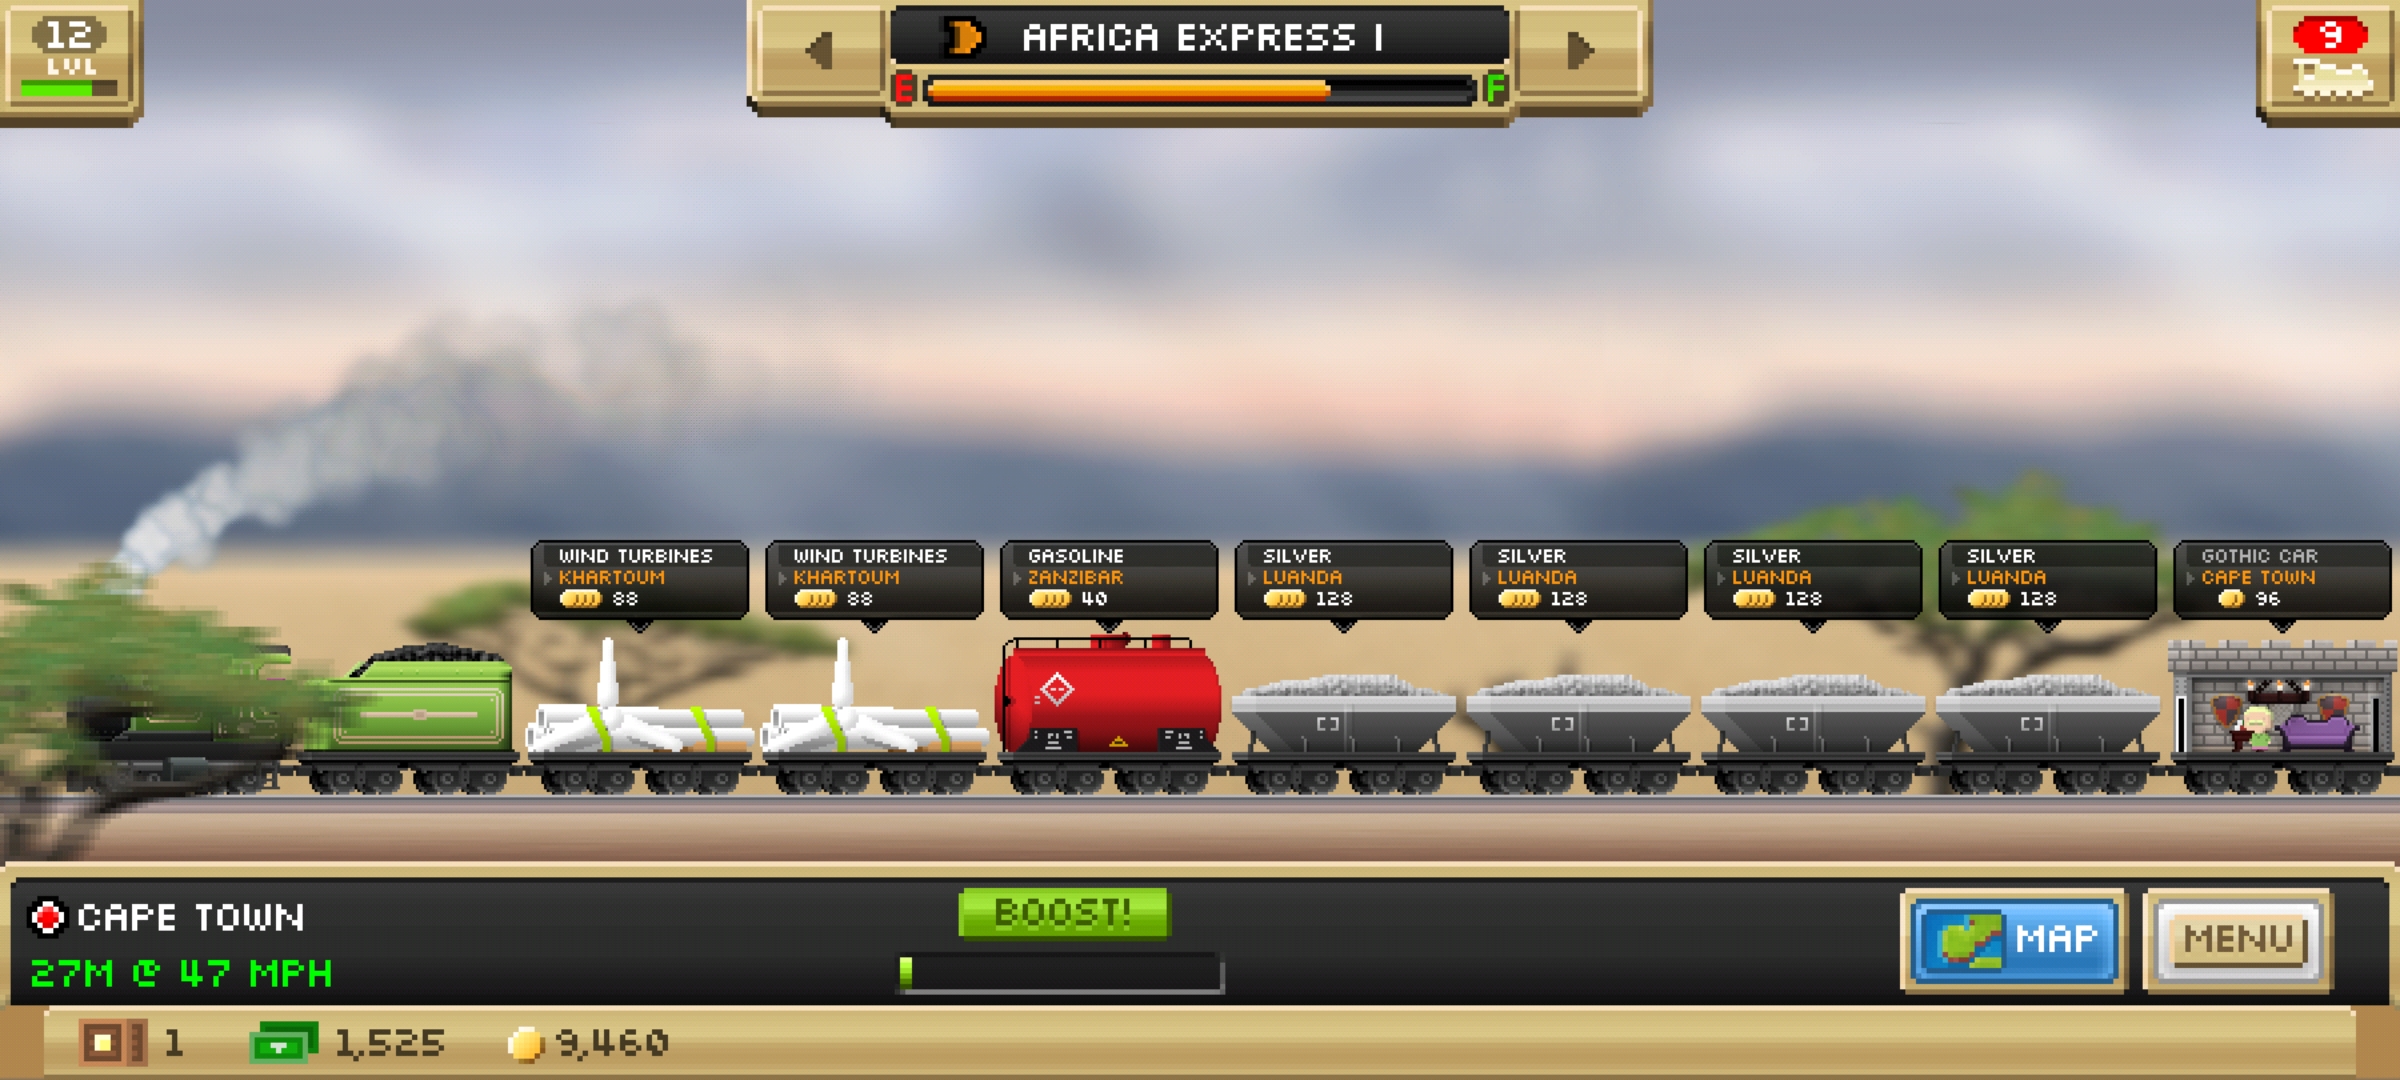 12
LVL
AFRICA EXPRESS I
E F
9
WIND TURBINES
KHARTOUM
88
WIND TURBINES
KHARTOUM
88
GASOLINE
ZANZIBAR
40
SILVER
LUANDA
128
SILVER
LUANDA
128
SILVER
LUANDA
128
SILVER
LUANDA
128
GOTHIC CAR
CAPE TOWN
96
CAPE TOWN
27M @ 47 MPH
BOOST!
MAP
MENU
1
1,525
9,460